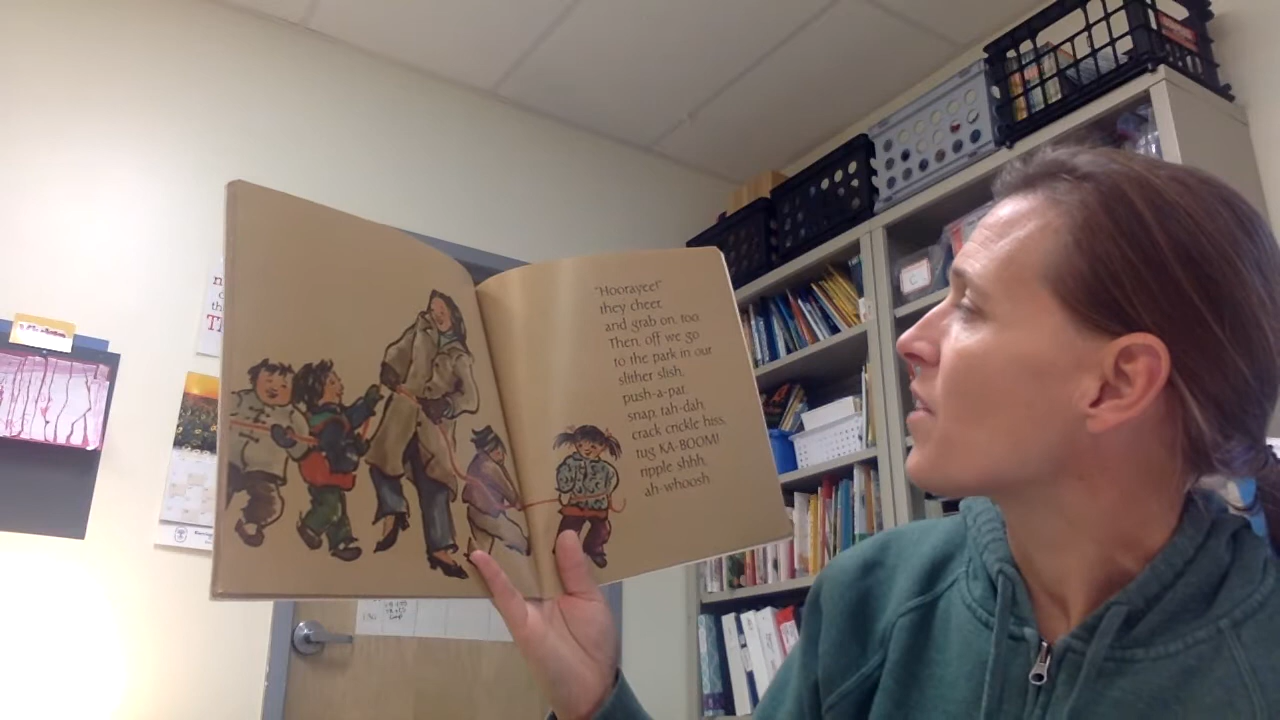 "Hoorayee!"
they cheer,
and grab on, too.
Then, off we go
to the park in our
slither slish,
push-a-pat,
snap, tah-dah,
crack crickle hiss,
tug KA-BOOM!
ripple shhh,
ah-whoosh